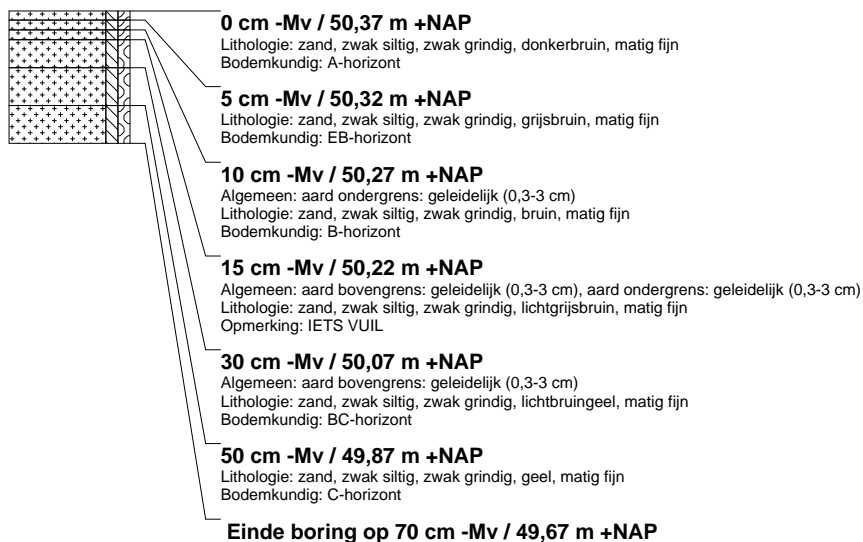 0 cm -Mv / 50,37 m +NAP
Lithologie: zand, zwak siltig, zwak grindig, donkerbruin, matig fijn
Bodemkundig: A-horizont
5 cm -Mv / 50,32 m +NAP
Lithologie: zand, zwak siltig, zwak grindig, grijsbruin, matig fijn
Bodemkundig: EB-horizont
10 cm -Mv / 50,27 m +NAP
Algemeen: aard ondergrens: geleidelijk (0,3-3 cm)
Lithologie: zand, zwak siltig, zwak grindig, bruin, matig fijn
Bodemkundig: B-horizont
15 cm -Mv / 50,22 m +NAP
Algemeen: aard bovengrens: geleidelijk (0,3-3 cm), aard ondergrens: geleidelijk (0,3-3 cm)
Lithologie: zand, zwak siltig, zwak grindig, lichtgrijsbruin, matig fijn
Opmerking: IETS VUIL
30 cm -Mv / 50,07 m +NAP
Algemeen: aard bovengrens: geleidelijk (0,3-3 cm)
Lithologie: zand, zwak siltig, zwak grindig, lichtbruingeel, matig fijn
Bodemkundig: BC-horizont
50 cm -Mv / 49,87 m +NAP
Lithologie: zand, zwak siltig, zwak grindig, geel, matig fijn
Bodemkundig: C-horizont
Einde boring op 70 cm -Mv / 49,67 m +NAP